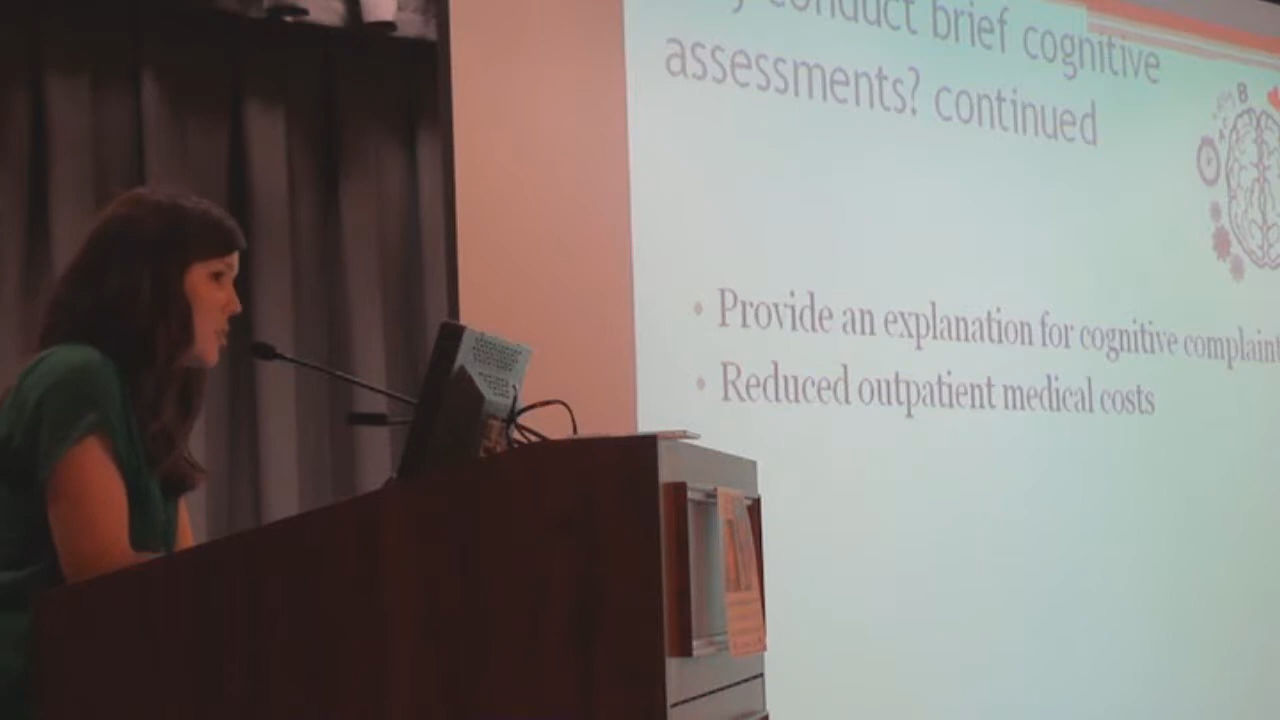 conduct brief cognitive
assessments? continued
B
• Provide an explanation for cognitive complaint
• Reduced outpatient medical costs